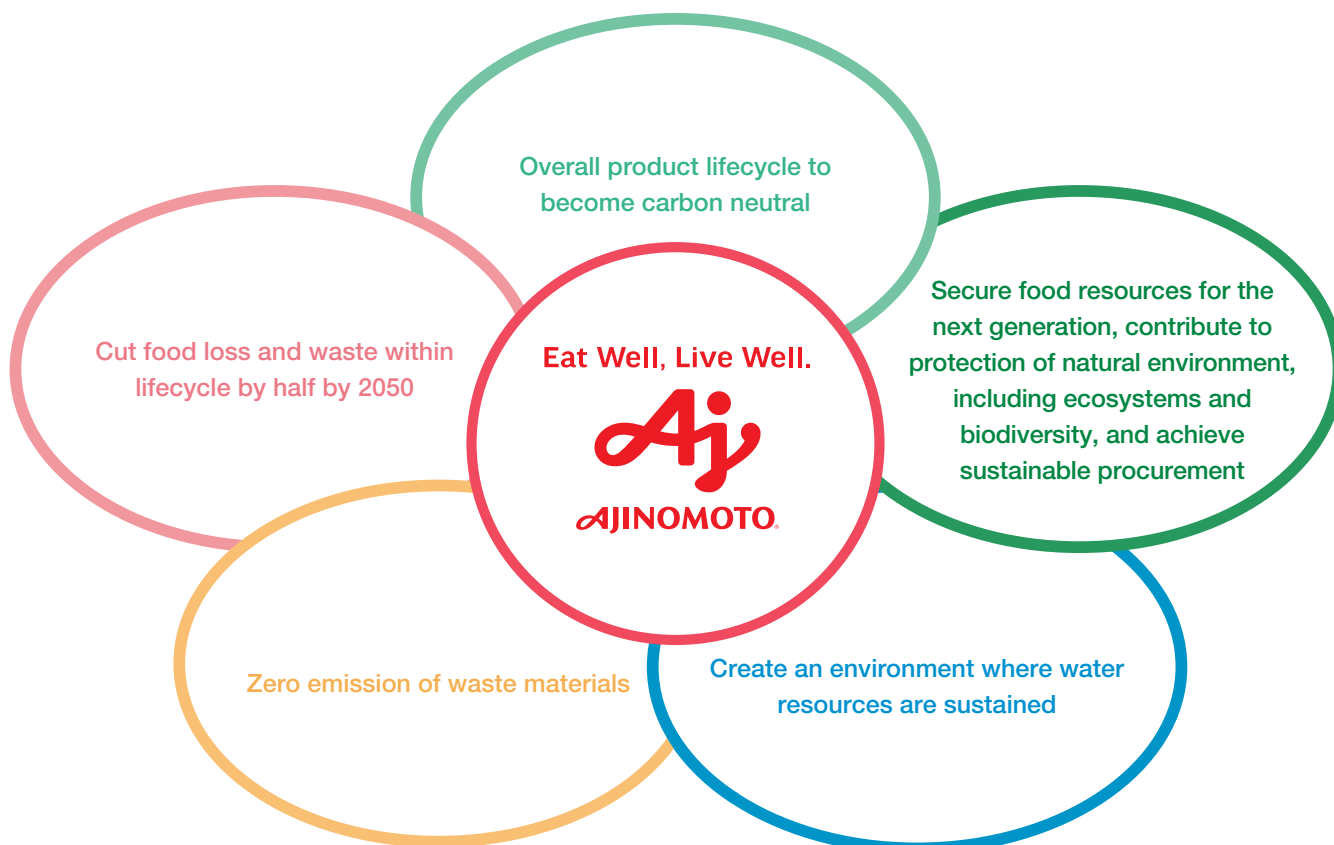 Overall product lifecycle to
become carbon neutral
Secure food resources for the
next generation, contribute to
protection of natural environment,
including ecosystems and
biodiversity, and achieve
sustainable procurement
Cut food loss and waste within
lifecycle by half by 2050
Eat Well, Live Well.
Aj
AJINOMOTO
Zero emission of waste materials
Create an environment where water
resources are sustained